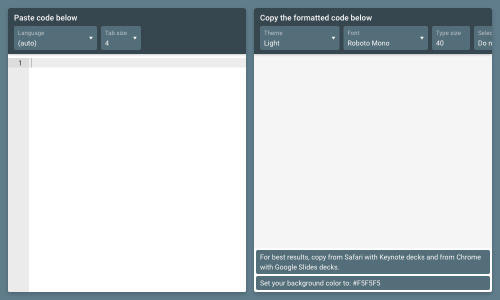 Paste code below
Language
(auto)
Tab size
4
1
Copy the formatted code below
Theme
Light
Font
Roboto Mono
Type size
40
For best results, copy from Safari with Keynote decks and from Chrome
with Google Slides decks.
Set your background color to: #F5F5F5